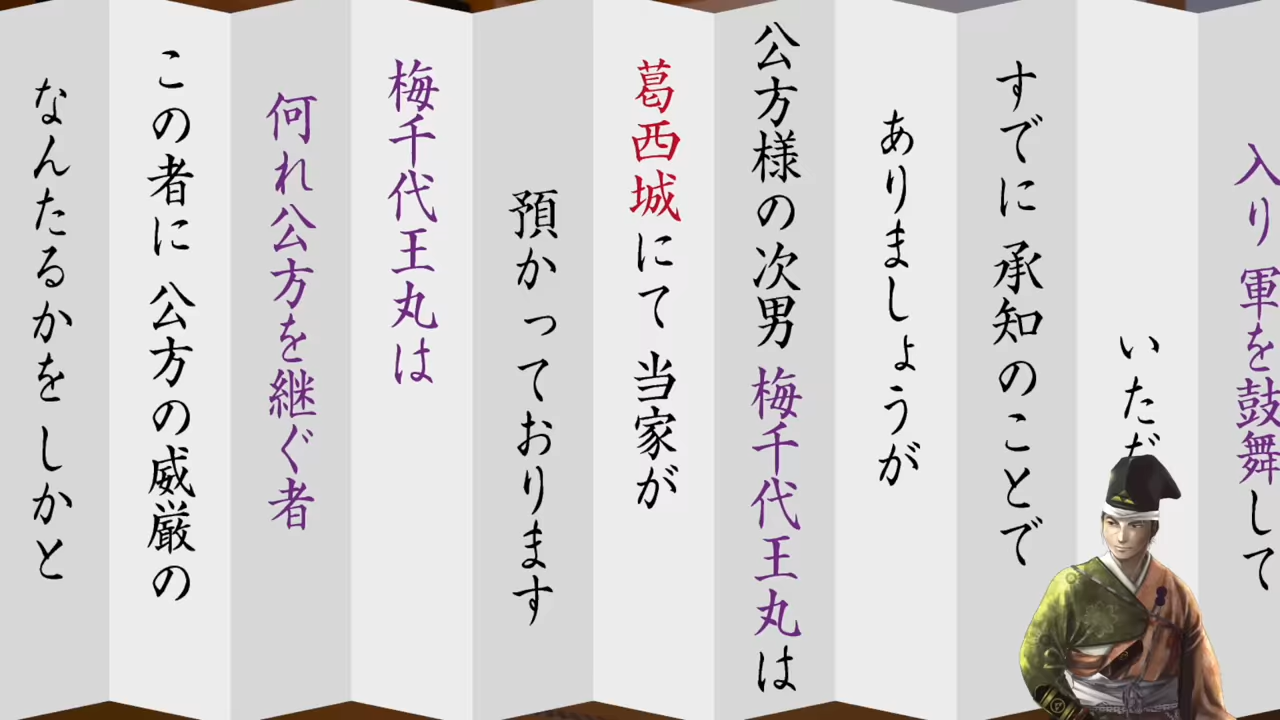 入り 軍を鼓舞して
いただ
すでに 承知のことで
ありましょうが
公方様の次男 梅千代王丸は
葛西城にて 当家が
預かっております
梅千代王丸は
何れ公方を継ぐ者
この者に 公方の威厳の
なんたるかを しかと